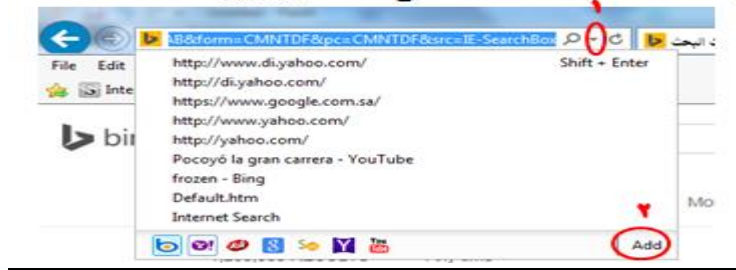 ١
AB&form=CMNTDF&pc=CMNTDF&src=IE-SearchBox
ك البحث
File Edit
http://www.di.yahoo.com/ Shift + Enter
Inte
http://di.yahoo.com/
https://www.google.com.sa/
http://www.yahoo.com/
bi
http://yahoo.com/
Pocoyó la gran carrera - YouTube
frozen - Bing
Default.htm
Mo
Internet Search
٢
Add